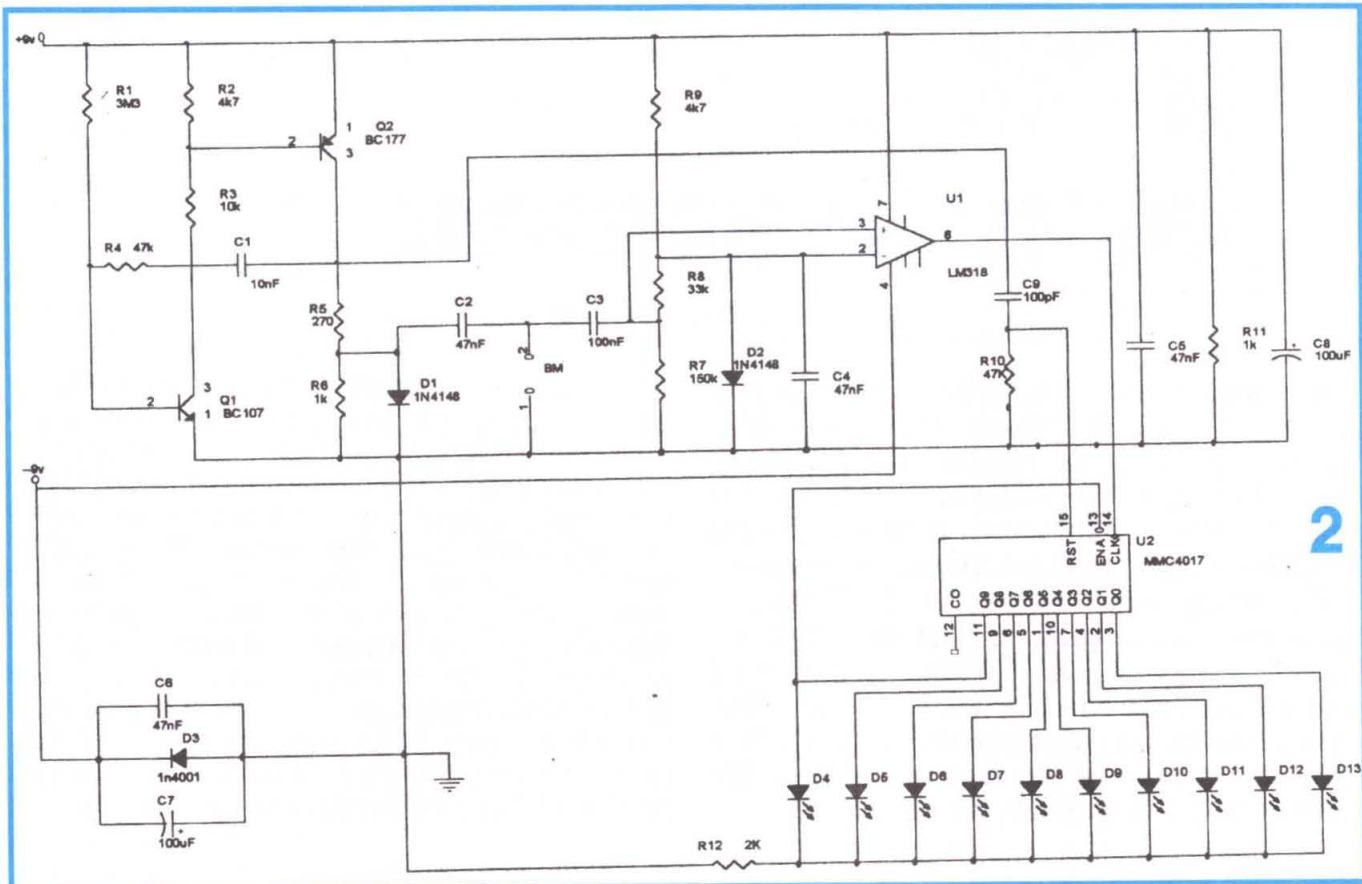 +9v
R1
3M3
R2
4k7
1
2
3
Q2
BC177
R9
4k7
R3
10k
R4 47k
C1
10nF
R5
270
C2
47nF
C3
100nF
2
BM
1
R8
33k
R7
150k
7
U1
3
+
2
-
6
LM318
4
C9
100pF
D2
1N4148
C4
47nF
R10
47K
C5
47nF
R11
1k
C8
+
100uF
R6
1k
D1
1N4148
3
2
1
Q1
BC107
-9v
15 13 14
RST ENA CLK
U2
MMC4017
CO Q9 Q8 Q7 Q6 Q5 Q4 Q3 Q2 Q1 Q0
12 11 9 6 5 1 10 7 4 2 3
2
C6
47nF
D3
1n4001
C7
+
100uF
D4 D5 D6 D7 D8 D9 D10 D11 D12 D13
R12 2K